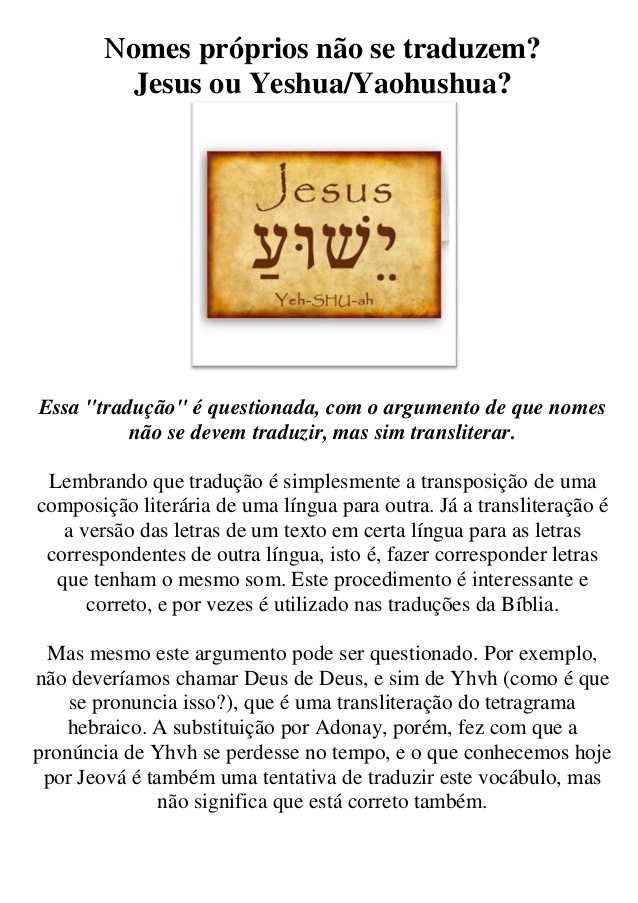 Nomes próprios não se traduzem?
Jesus ou Yeshua/Yaohushua?
Jesus
יֵשׁוּעַ
Yeh-SHU-ah
Essa "tradução" é questionada, com o argumento de que nomes
não se devem traduzir, mas sim transliterar.
Lembrando que tradução é simplesmente a transposição de uma
composição literária de uma língua para outra. Já a transliteração é
a versão das letras de um texto em certa língua para as letras
correspondentes de outra língua, isto é, fazer corresponder letras
que tenham o mesmo som. Este procedimento é interessante e
correto, e por vezes é utilizado nas traduções da Bíblia.
Mas mesmo este argumento pode ser questionado. Por exemplo,
não deveríamos chamar Deus de Deus, e sim de Yhvh (como é que
se pronuncia isso?), que é uma transliteração do tetragrama
hebraico. A substituição por Adonay, porém, fez com que a
pronúncia de Yhvh se perdesse no tempo, e o que conhecemos hoje
por Jeová é também uma tentativa de traduzir este vocábulo, mas
não significa que está correto também.